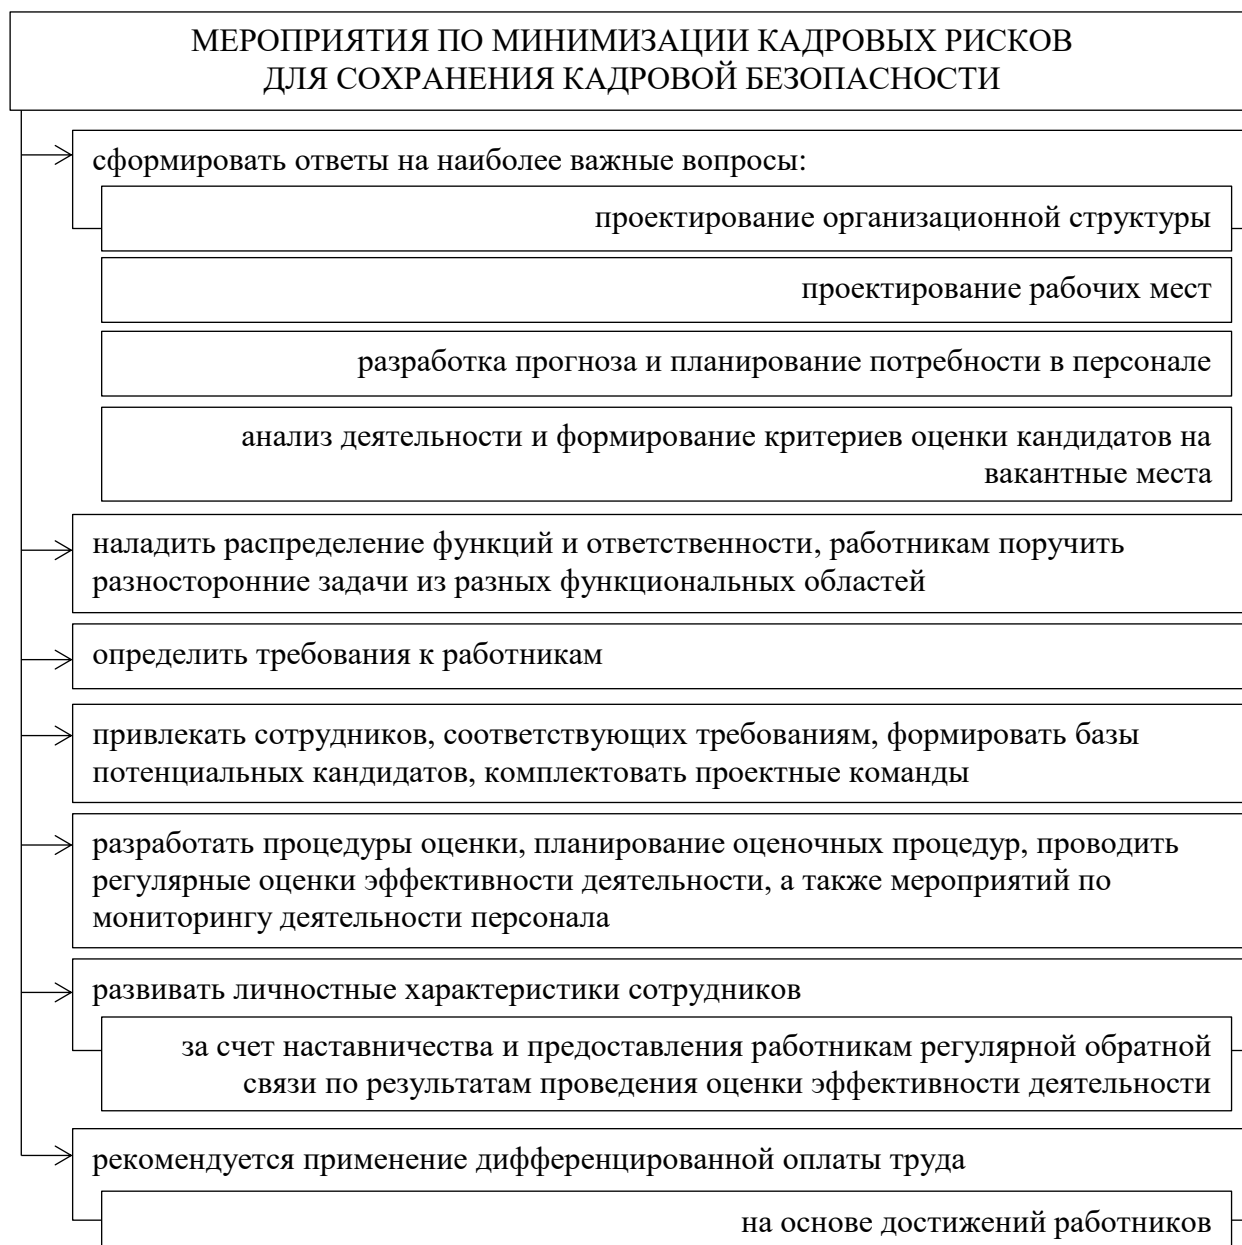 МЕРОПРИЯТИЯ ПО МИНИМИЗАЦИИ КАДРОВЫХ РИСКОВ
ДЛЯ СОХРАНЕНИЯ КАДРОВОЙ БЕЗОПАСНОСТИ
сформировать ответы на наиболее важные вопросы:
проектирование организационной структуры
проектирование рабочих мест
разработка прогноза и планирование потребности в персонале
анализ деятельности и формирование критериев оценки кандидатов на
вакантные места
наладить распределение функций и ответственности, работникам поручить
разносторонние задачи из разных функциональных областей
определить требования к работникам
привлекать сотрудников, соответствующих требованиям, формировать базы
потенциальных кандидатов, комплектовать проектные команды
разработать процедуры оценки, планирование оценочных процедур, проводить
регулярные оценки эффективности деятельности, а также мероприятий по
мониторингу деятельности персонала
развивать личностные характеристики сотрудников
за счет наставничества и предоставления работникам регулярной обратной
связи по результатам проведения оценки эффективности деятельности
рекомендуется применение дифференцированной оплаты труда
на основе достижений работников